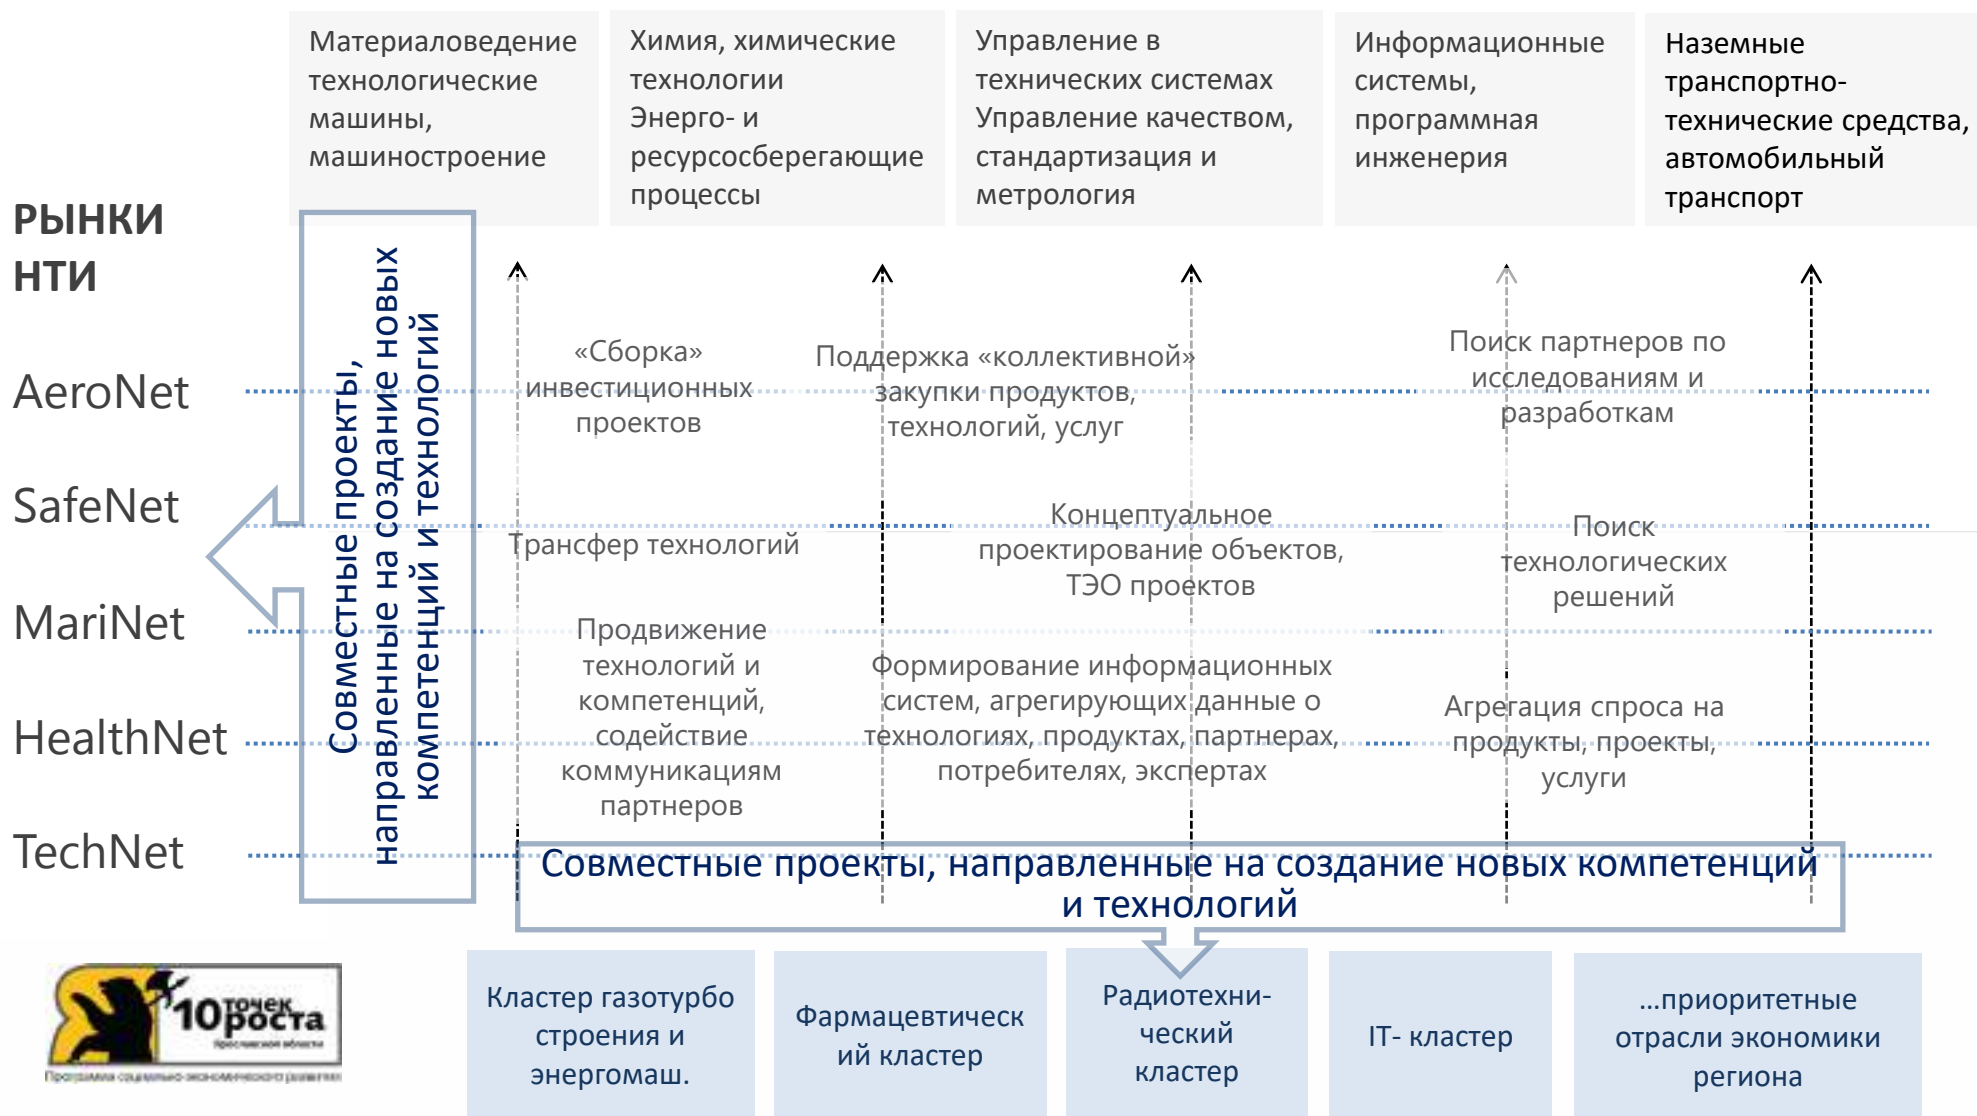 Материаловедение
технологические
машины,
машиностроение
Химия, химические
технологии
Энерго- и
ресурсосберегающие
процессы
Управление в
технических системах
Управление качеством,
стандартизация и
метрология
Информационные
системы,
программная
инженерия
Наземные
транспортно-
технические средства,
автомобильный
транспорт
РЫНКИ
НТИ
AeroNet
SafeNet
MariNet
HealthNet
TechNet
Совместные проекты,
направленные на создание новых
компетенций и технологий
«Сборка»
инвестиционных
проектов
Поддержка «коллективной»
закупки продуктов,
технологий, услуг
Поиск партнеров по
исследованиям и
разработкам
Трансфер технологий
Концептуальное
проектирование объектов,
ТЭО проектов
Поиск
технологических
решений
Продвижение
технологий и
компетенций,
содействие
коммуникациям
партнеров
Формирование информационных
систем, агрегирующих данные о
технологиях, продуктах, партнерах,
потребителях, экспертах
Агрегация спроса на
продукты, проекты,
услуги
Совместные проекты, направленные на создание новых компетенций
и технологий
10 точек
роста
Ярославской области
Программа социально-экономического развития
Кластер газотурбо
строения и
энергомаш.
Фармацевтическ
ий кластер
Радиотехни-
ческий
кластер
IT- кластер
...приоритетные
отрасли экономики
региона